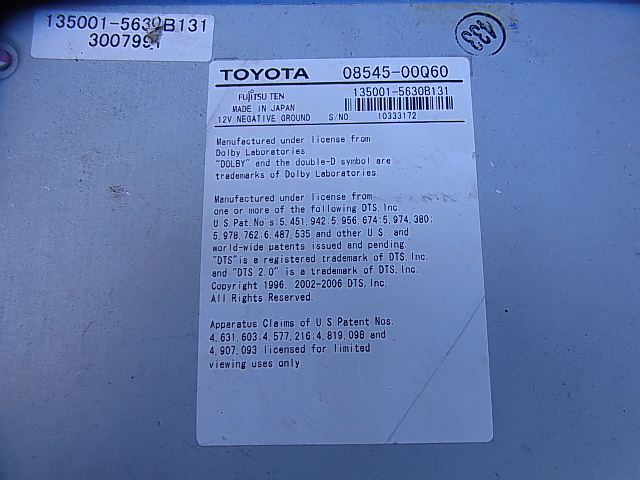 135001-5630B131
3007991
A33
TOYOTA 08545-00Q60
FUJITSU TEN 135001-5630B131
MADE IN JAPAN
12V NEGATIVE GROUND S/NO. 10333172
Manufactured under license from
Dolby Laboratories.
"DOLBY" and the double-D symbol are
trademarks of Dolby Laboratories.
Manufactured under license from
one or more of the following DTS, Inc.
U.S.Pat.No's:5,451,942:5,956,674:5,974,380:
5,978,762:6,487,535 and other U.S. and
world-wide patents issued and pending.
"DTS"is a registered trademark of DTS, Inc.
and "DTS 2.0" is a trademark of DTS, Inc.
Copyright 1996, 2002-2006 DTS, Inc.
All Rights Reserved.
Apparatus Claims of U.S.Patent Nos.
4,631,603:4,577,216:4,819,098 and
4,907,093 licensed for limited
viewing uses only.